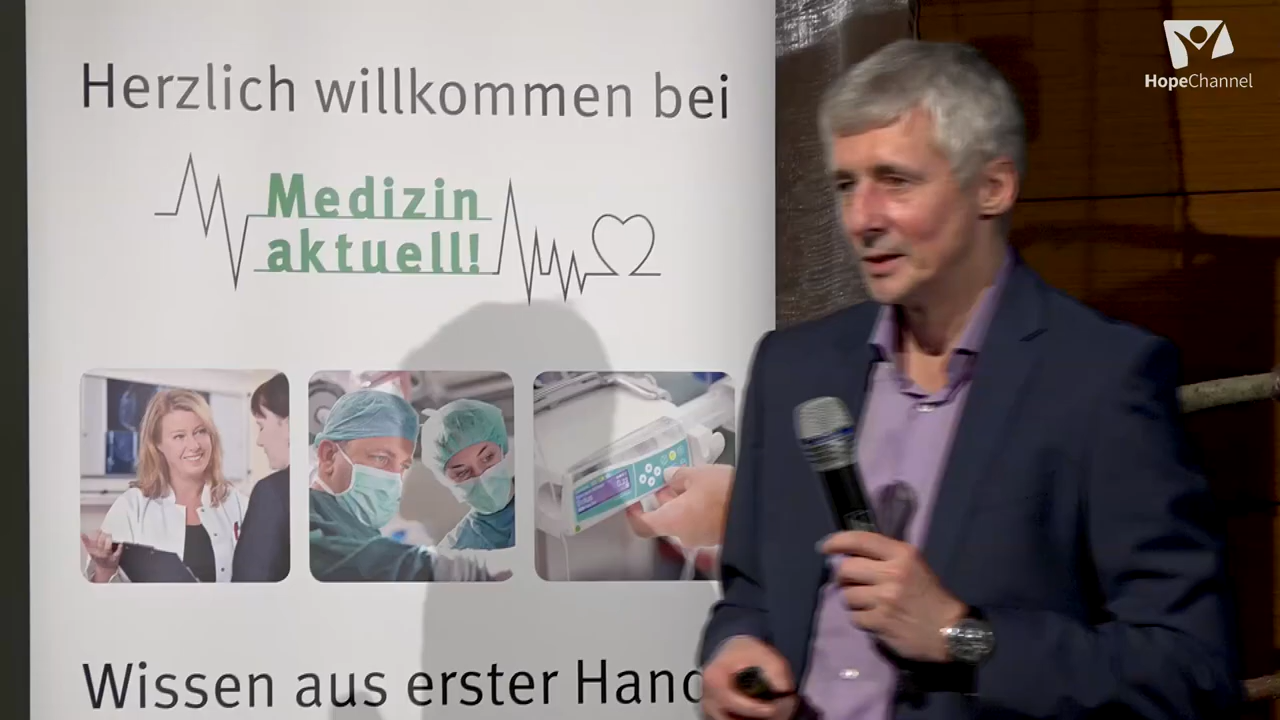 Herzlich willkommen bei
Medizin
aktuell!
Wissen aus erster Hand
HopeChannel